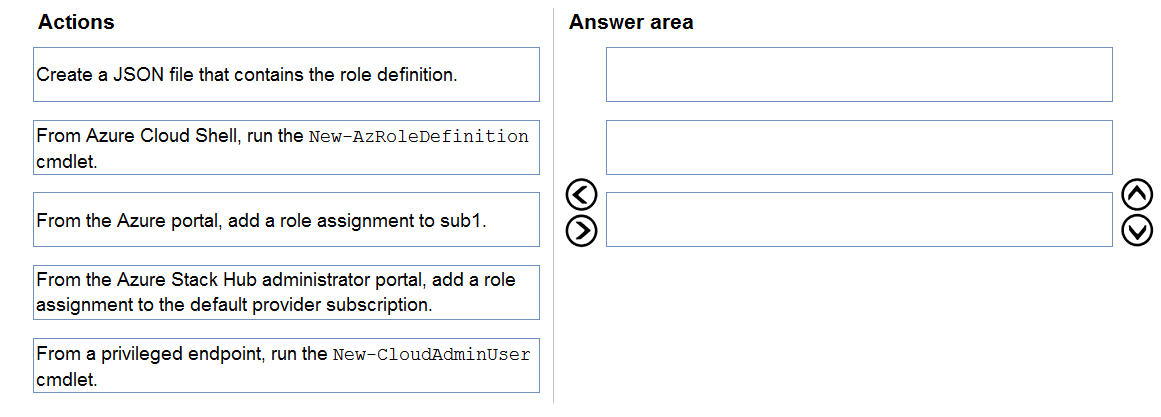 Actions
Answer area
Create a JSON file that contains the role definition.
From Azure Cloud Shell, run the New-AzRoleDefinition
cmdlet.
From the Azure portal, add a role assignment to sub1.
From the Azure Stack Hub administrator portal, add a role
assignment to the default provider subscription.
From a privileged endpoint, run the New-CloudAdminUser
cmdlet.